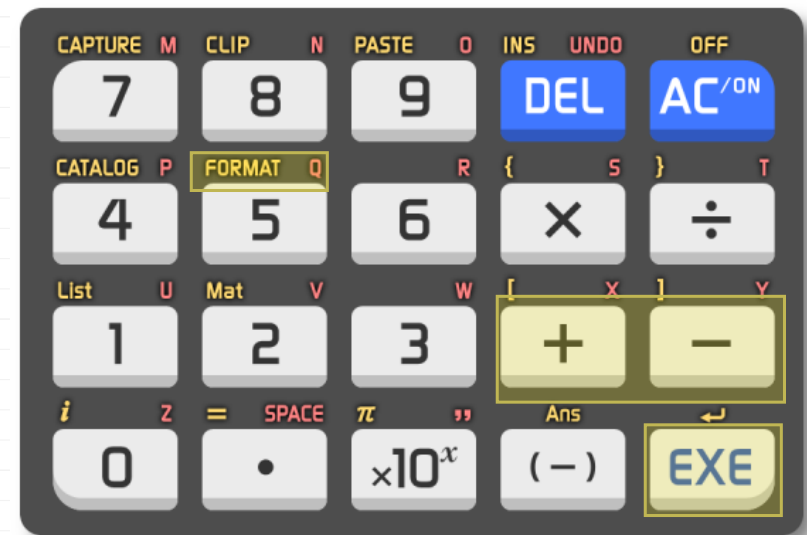 CAPTURE M CLIP N PASTE O INS UNDO OFF
7 8 9 DEL AC/ON
CATALOG P FORMAT Q R { S } T
4 5 6 × ÷
List U Mat V W [ X ] Y
1 2 3 + −
i Z = SPACE π " Ans ↵
0 • ×10ˣ (−) EXE